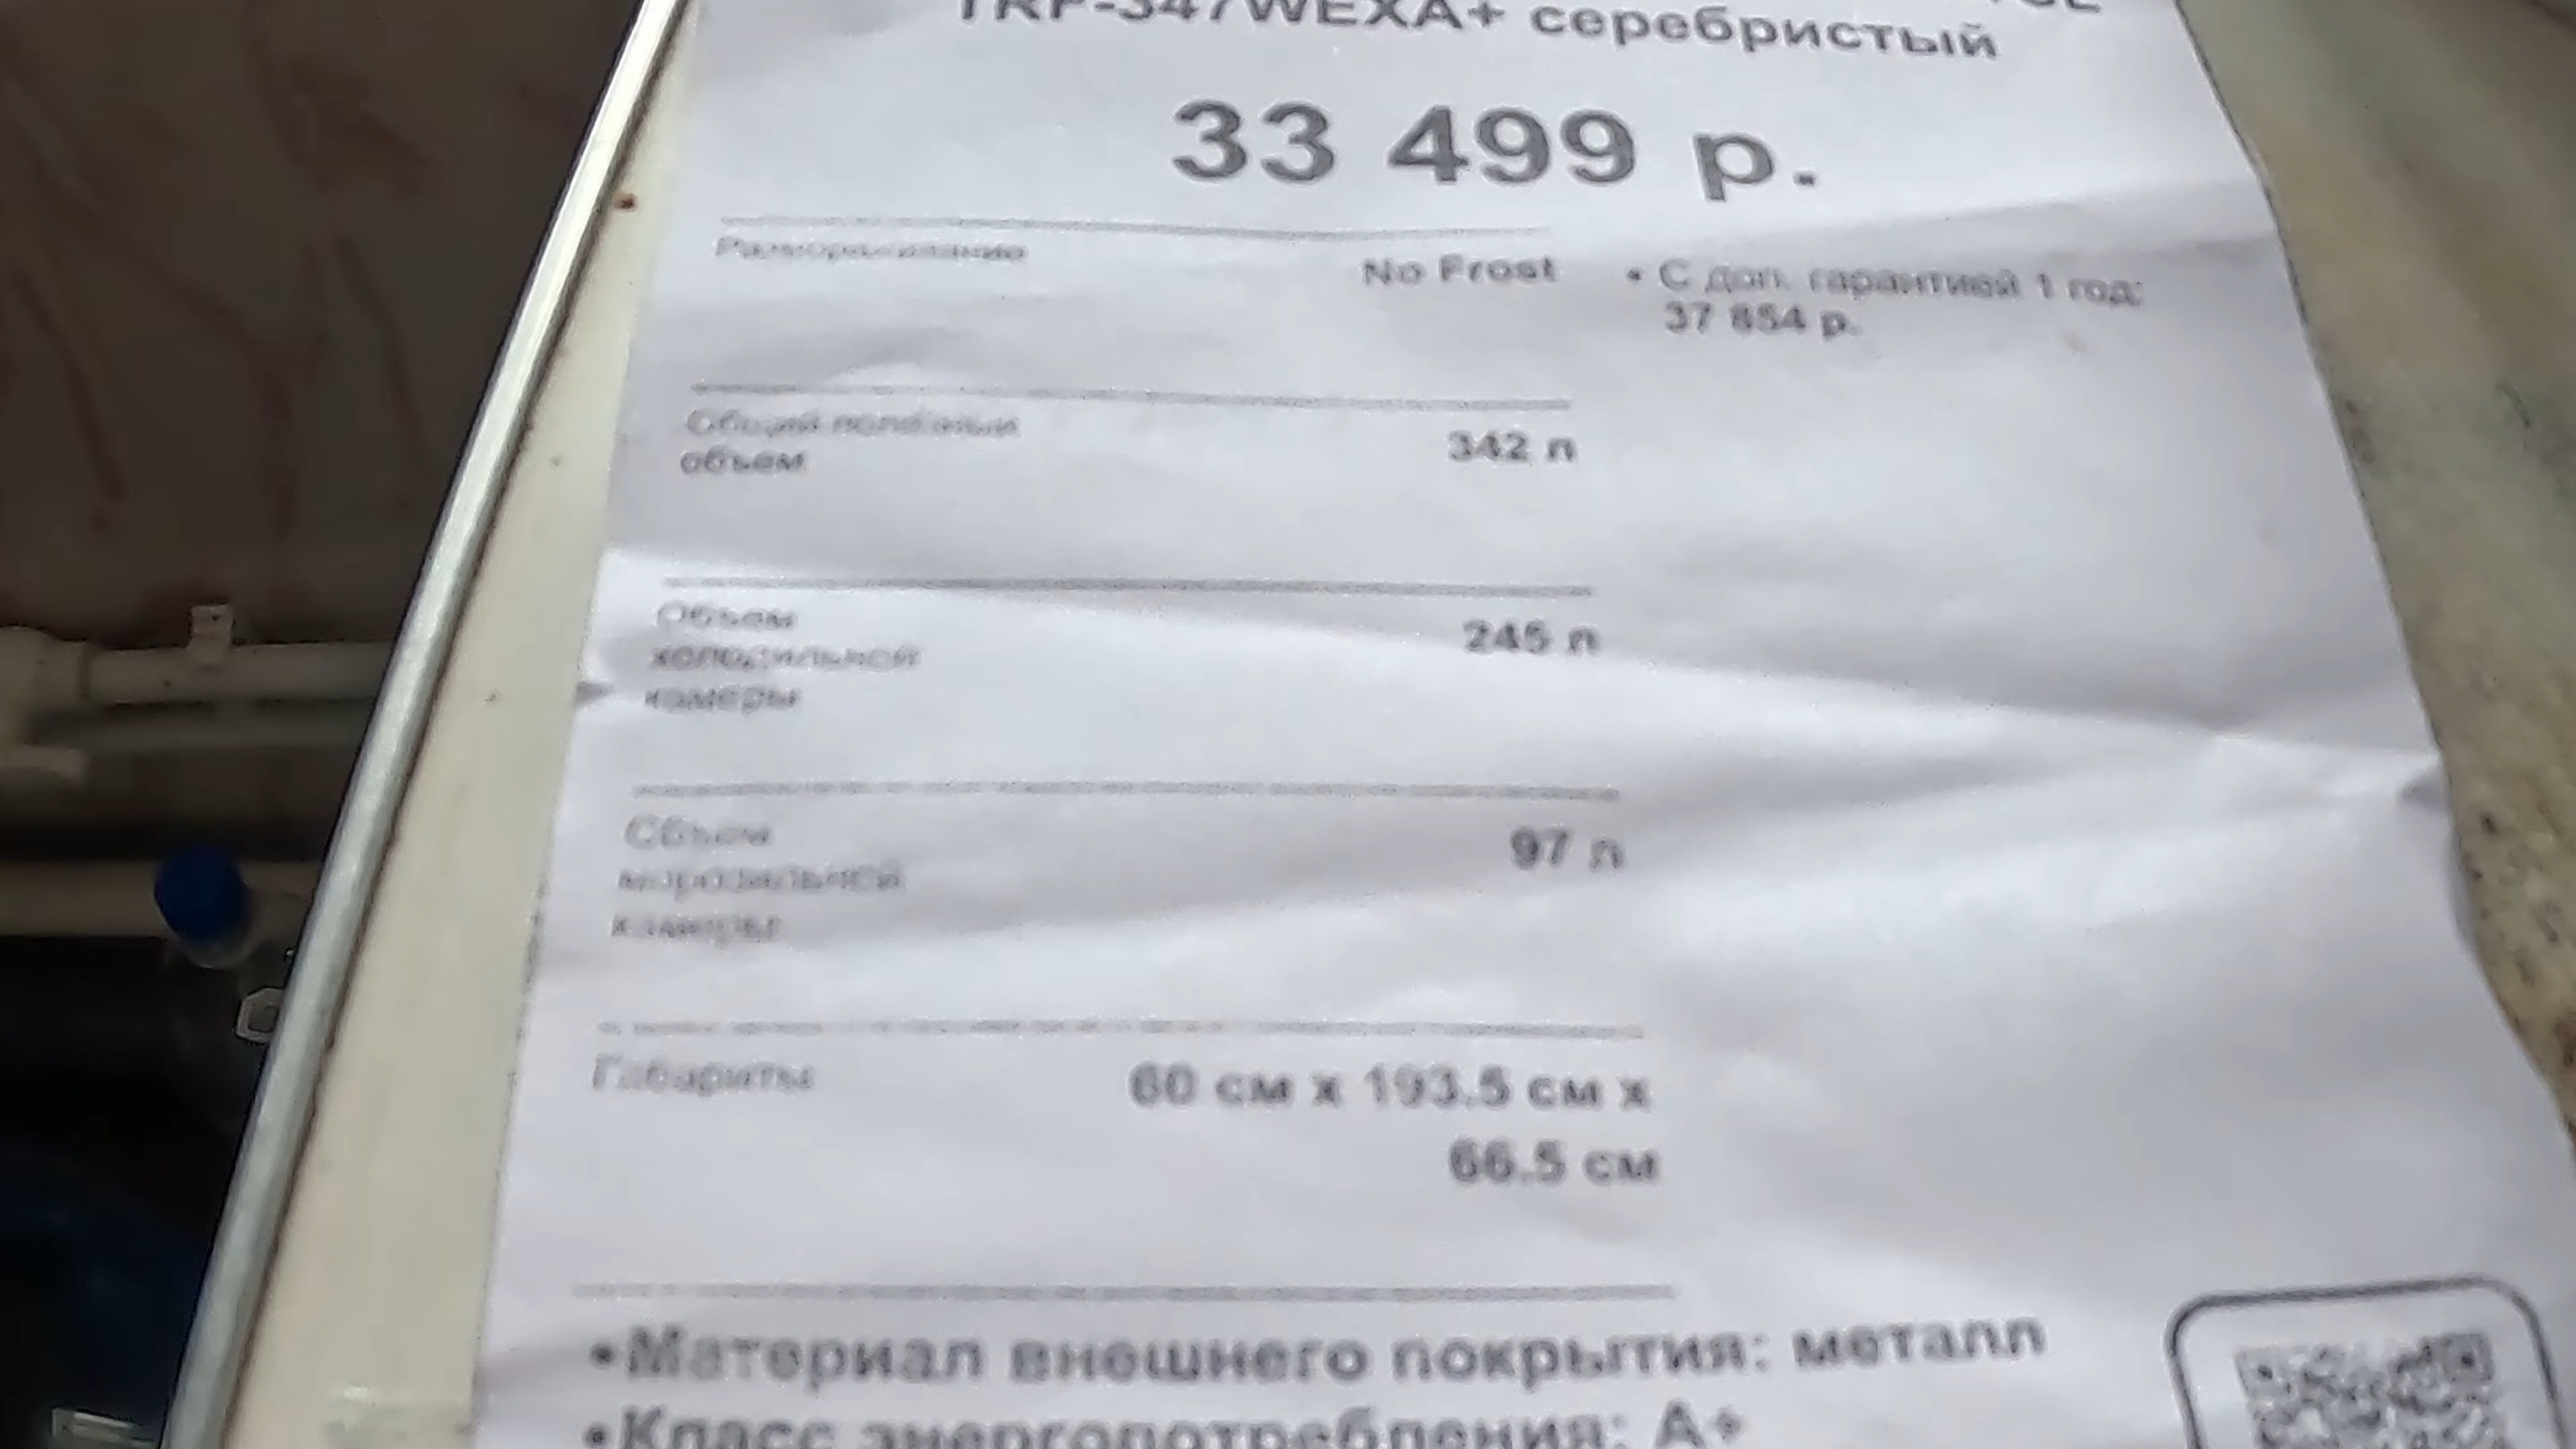 TRF-347WEXA+ серебристый
33 499 р.
Размораживание No Frost
• С доп. гарантией 1 год:
37 854 р.
Общий полезный
объем
342 л
Объем
холодильной
камеры
245 л
Объем
морозильной
камеры
97 л
Габариты 60 см x 193.5 см x
66.5 см
•Материал внешнего покрытия: металл
•Класс энергопотребления: A+